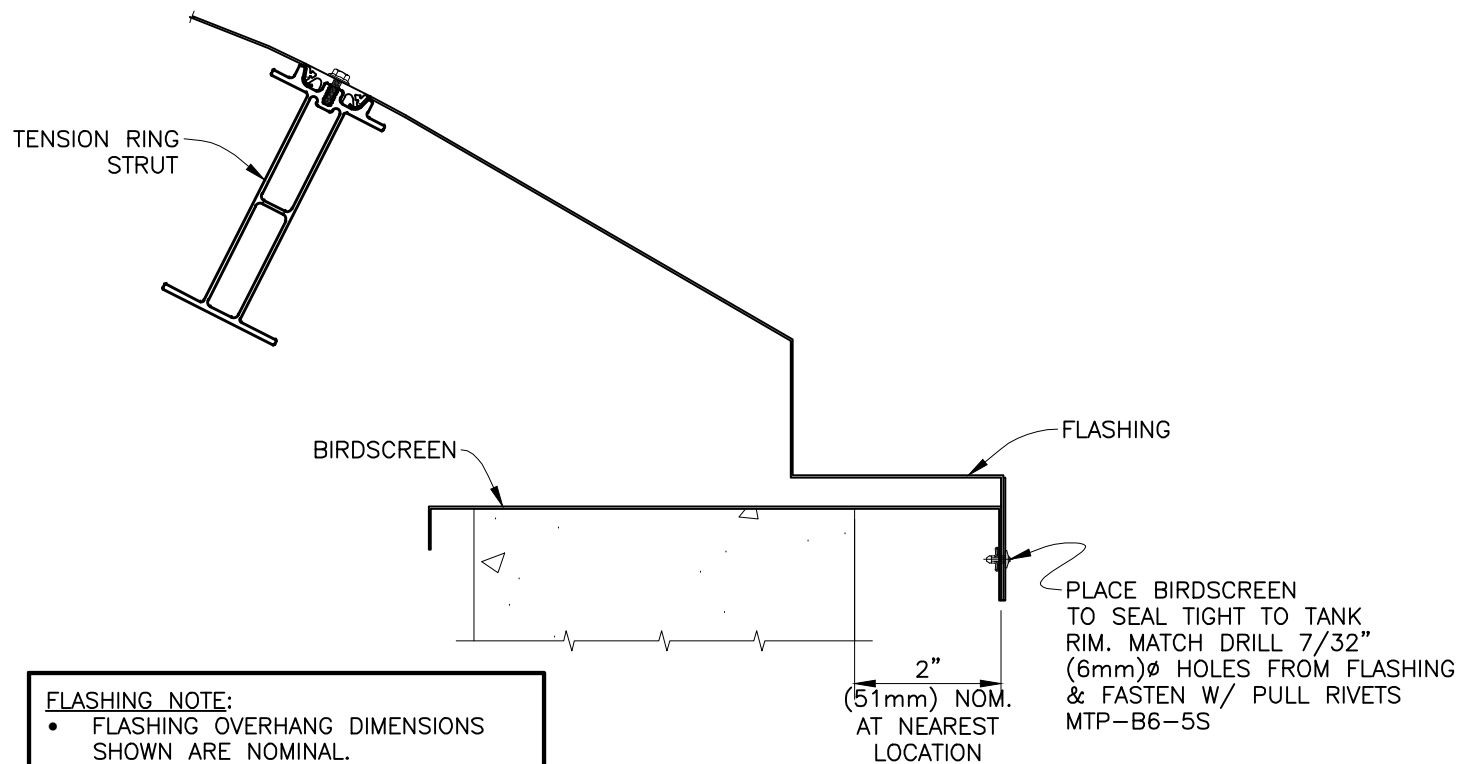 TENSION RING
STRUT
BIRDSCREEN
FLASHING
PLACE BIRDSCREEN
TO SEAL TIGHT TO TANK
RIM. MATCH DRILL 7/32"
(6mm)ø HOLES FROM FLASHING
& FASTEN W/ PULL RIVETS
MTP-B6-5S
2"
(51mm) NOM.
AT NEAREST
LOCATION
FLASHING NOTE:
• FLASHING OVERHANG DIMENSIONS
SHOWN ARE NOMINAL.